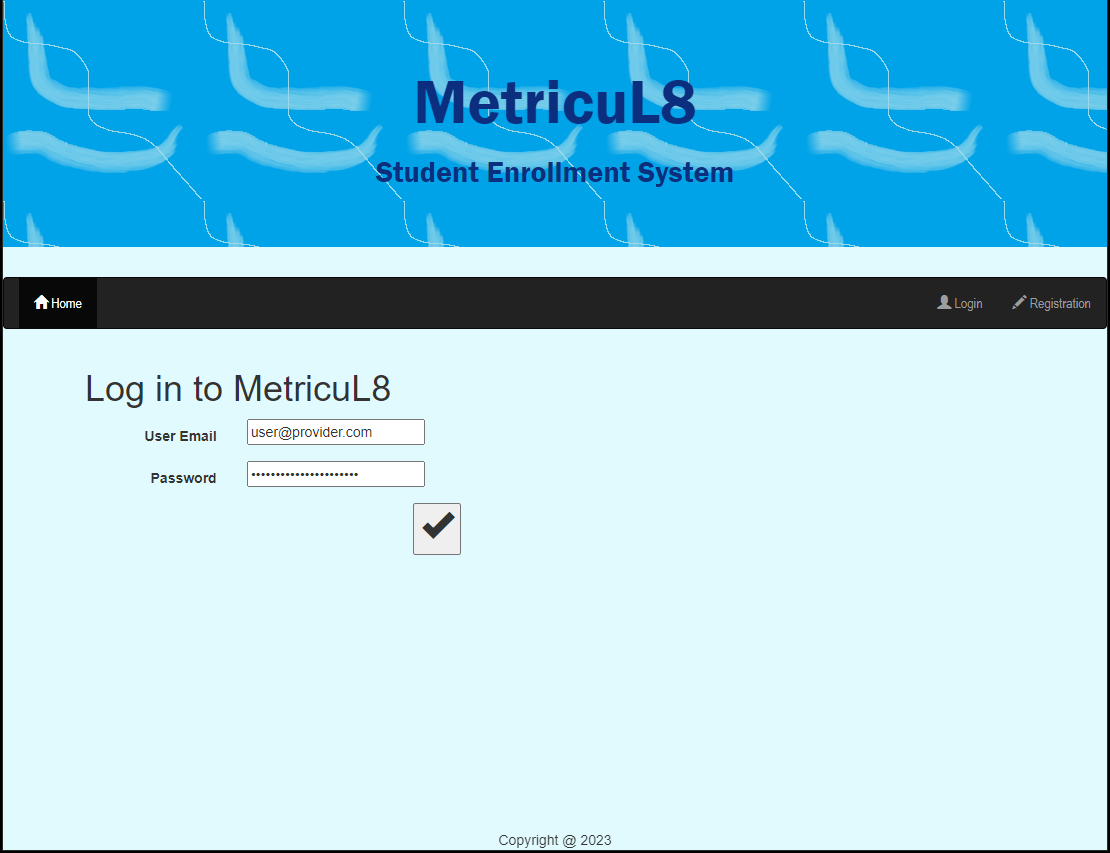 MetricuL8
Student Enrollment System
Home Login Registration
Log in to MetricuL8
User Email user@provider.com
Password ••••••••••••••••••••••
Copyright @ 2023